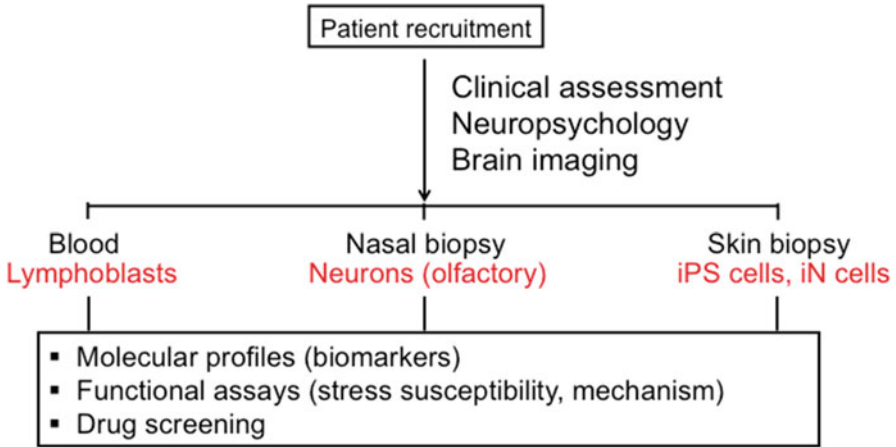 Patient recruitment
Clinical assessment
Neuropsychology
Brain imaging
Blood
Lymphoblasts
Nasal biopsy
Neurons (olfactory)
Skin biopsy
iPS cells, iN cells
▪ Molecular profiles (biomarkers)
▪ Functional assays (stress susceptibility, mechanism)
▪ Drug screening